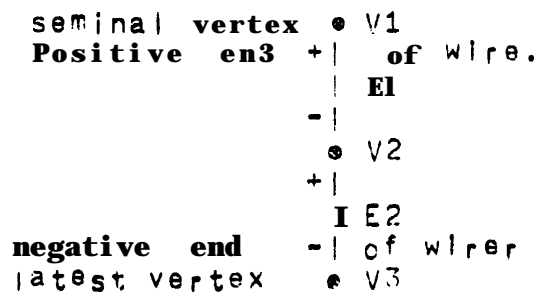 seminal vertex • V1
Positive en3 +| of wire.
| El
-|
• V2
+|
I E2
negative end -| of wirer
latest vertex • V3